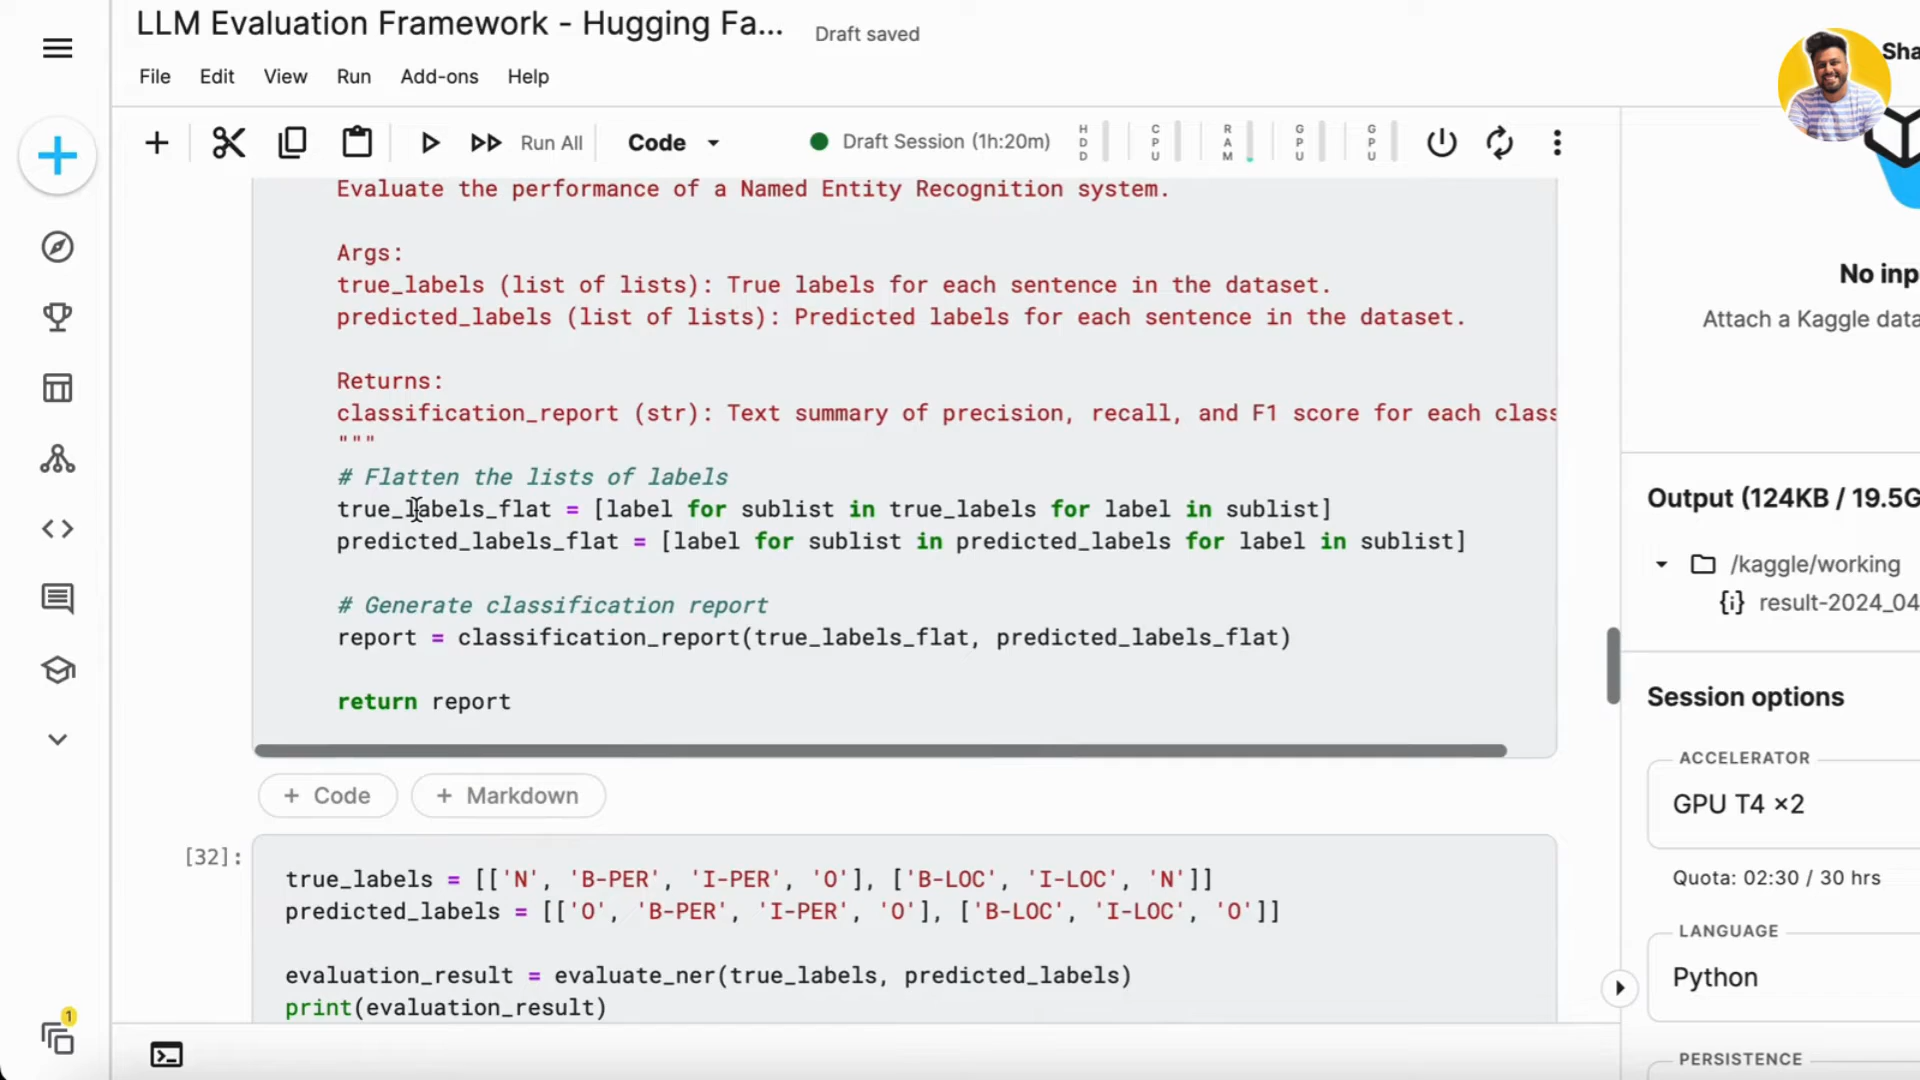 LLM Evaluation Framework - Hugging Fa...
Draft saved
Sha
File Edit View Run Add-ons Help
Run All
Code
Draft Session (1h:20m)
HDD
CPU
RAM
GPU
GPU
Evaluate the performance of a Named Entity Recognition system.
Args:
true_labels (list of lists): True labels for each sentence in the dataset.
predicted_labels (list of lists): Predicted labels for each sentence in the dataset.
Returns:
classification_report (str): Text summary of precision, recall, and F1 score for each class
"""
# Flatten the lists of labels
true_labels_flat = [label for sublist in true_labels for label in sublist]
predicted_labels_flat = [label for sublist in predicted_labels for label in sublist]
# Generate classification report
report = classification_report(true_labels_flat, predicted_labels_flat)
return report
+ Code
+ Markdown
[32]:
true_labels = [['N', 'B-PER', 'I-PER', 'O'], ['B-LOC', 'I-LOC', 'N']]
predicted_labels = [['O', 'B-PER', 'I-PER', 'O'], ['B-LOC', 'I-LOC', 'O']]
evaluation_result = evaluate_ner(true_labels, predicted_labels)
print(evaluation_result)
No inp
Attach a Kaggle data
Output (124KB / 19.5G
/kaggle/working
{i} result-2024_04
Session options
ACCELERATOR
GPU T4 ×2
Quota: 02:30 / 30 hrs
LANGUAGE
Python
PERSISTENCE
1